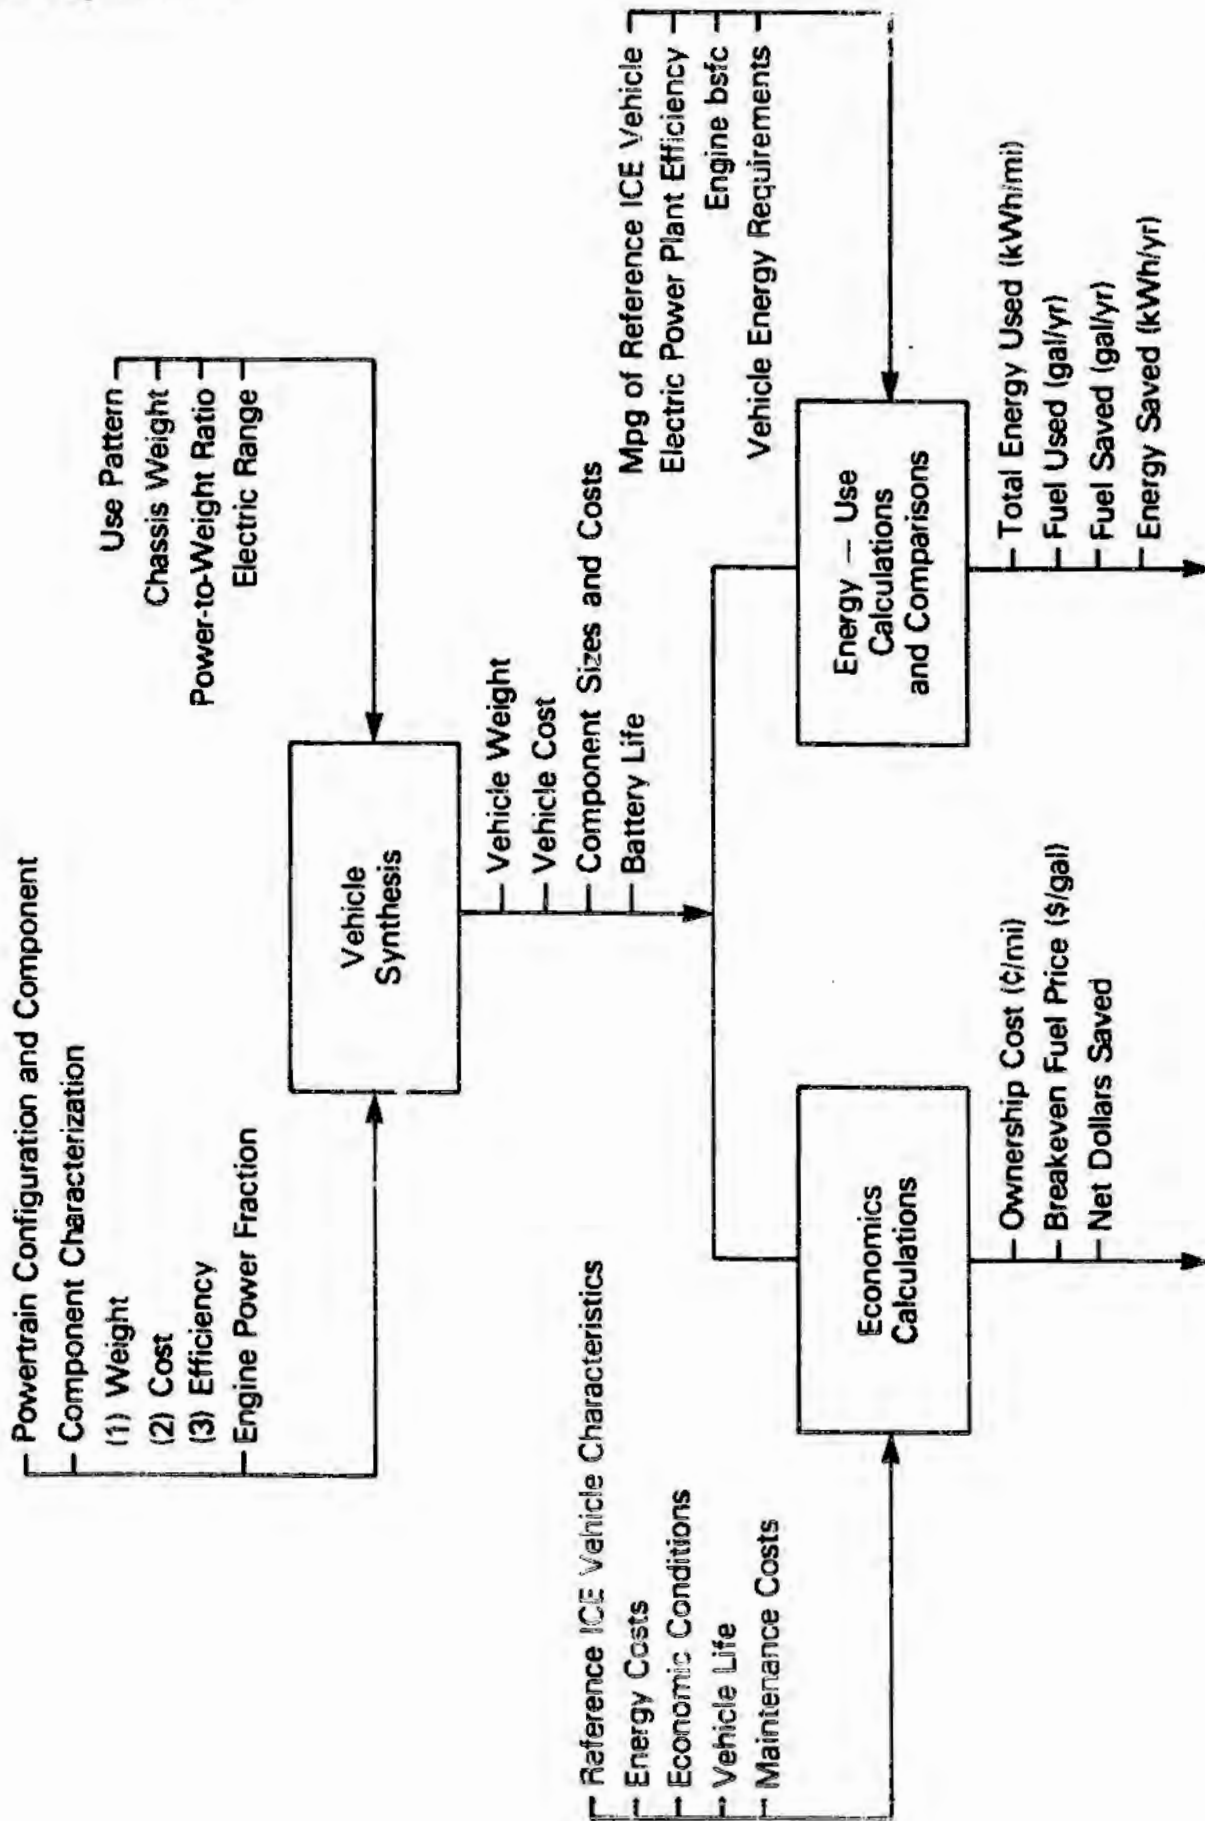 Powertrain Configuration and Component
Component Characterization
(1) Weight
(2) Cost
(3) Efficiency
Engine Power Fraction
Use Pattern
Chassis Weight
Power-to-Weight Ratio
Electric Range
Vehicle
Synthesis
Vehicle Weight
Vehicle Cost
Component Sizes and Costs
Battery Life
Raference ICE Vehicle Characteristics
Energy Costs
Economic Conditions
Vehicle Life
Maintenance Costs
Economics
Calculations
Ownership Cost (¢/mi)
Breakeven Fuel Price ($/gal)
Net Dollars Saved
Mpg of Reference ICE Vehicle
Electric Power Plant Efficiency
Engine bsfc
Vehicle Energy Requirements
Energy — Use
Calculations
and Comparisons
Total Energy Used (kWh/mi)
Fuel Used (gal/yr)
Fuel Saved (gal/yr)
Energy Saved (kWh/yr)